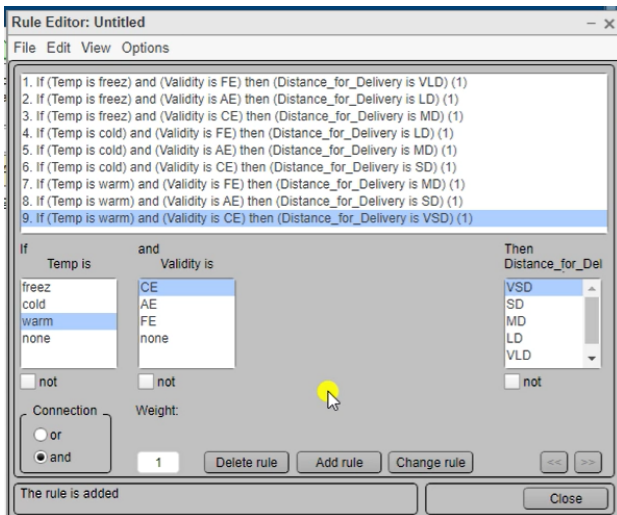 Rule Editor: Untitled
File Edit View Options
1. If (Temp is freez) and (Validity is FE) then (Distance_for_Delivery is VLD) (1)
2. If (Temp is freez) and (Validity is AE) then (Distance_for_Delivery is LD) (1)
3. If (Temp is freez) and (Validity is CE) then (Distance_for_Delivery is MD) (1)
4. If (Temp is cold) and (Validity is FE) then (Distance_for_Delivery is LD) (1)
5. If (Temp is cold) and (Validity is AE) then (Distance_for_Delivery is MD) (1)
6. If (Temp is cold) and (Validity is CE) then (Distance_for_Delivery is SD) (1)
7. If (Temp is warm) and (Validity is FE) then (Distance_for_Delivery is MD) (1)
8. If (Temp is warm) and (Validity is AE) then (Distance_for_Delivery is SD) (1)
9. If (Temp is warm) and (Validity is CE) then (Distance_for_Delivery is VSD) (1)
If and Then
Temp is Validity is Distance_for_Del
freez CE VSD
cold AE SD
warm FE MD
none none LD
VLD
not not not
Connection Weight:
or
and 1 Delete rule Add rule Change rule << >>
The rule is added Close